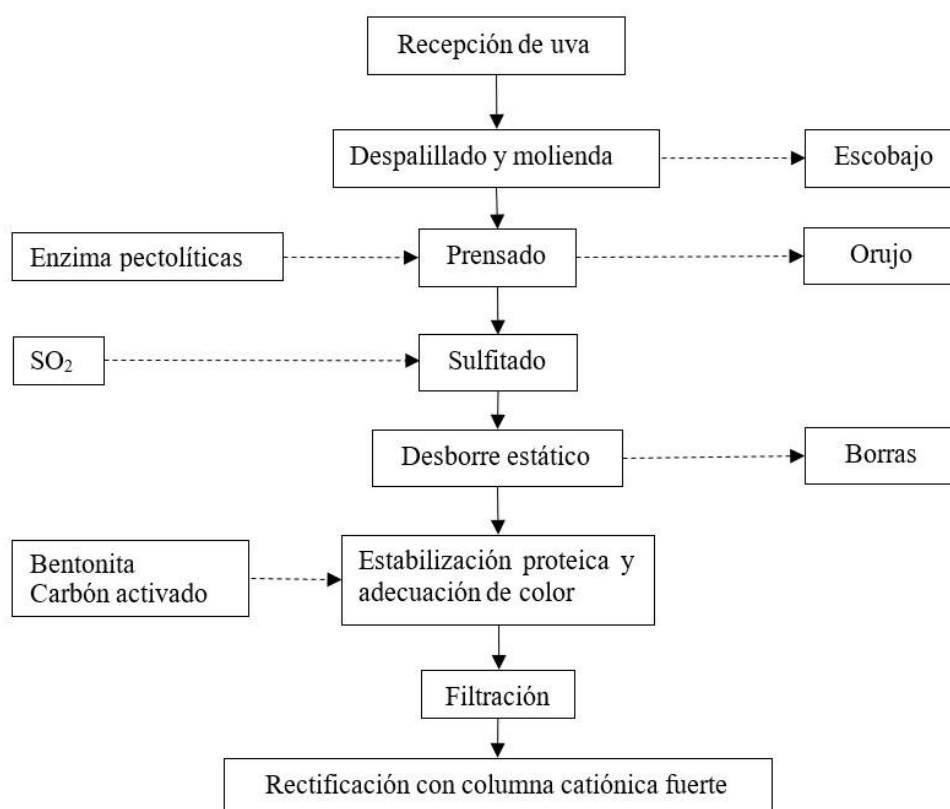 Recepción de uva
Despalillado y molienda
Escobajo
Enzima pectolíticas
Prensado
Orujo
SO₂
Sulfitado
Desborre estático
Borras
Bentonita
Carbón activado
Estabilización proteica y
adecuación de color
Filtración
Rectificación con columna catiónica fuerte